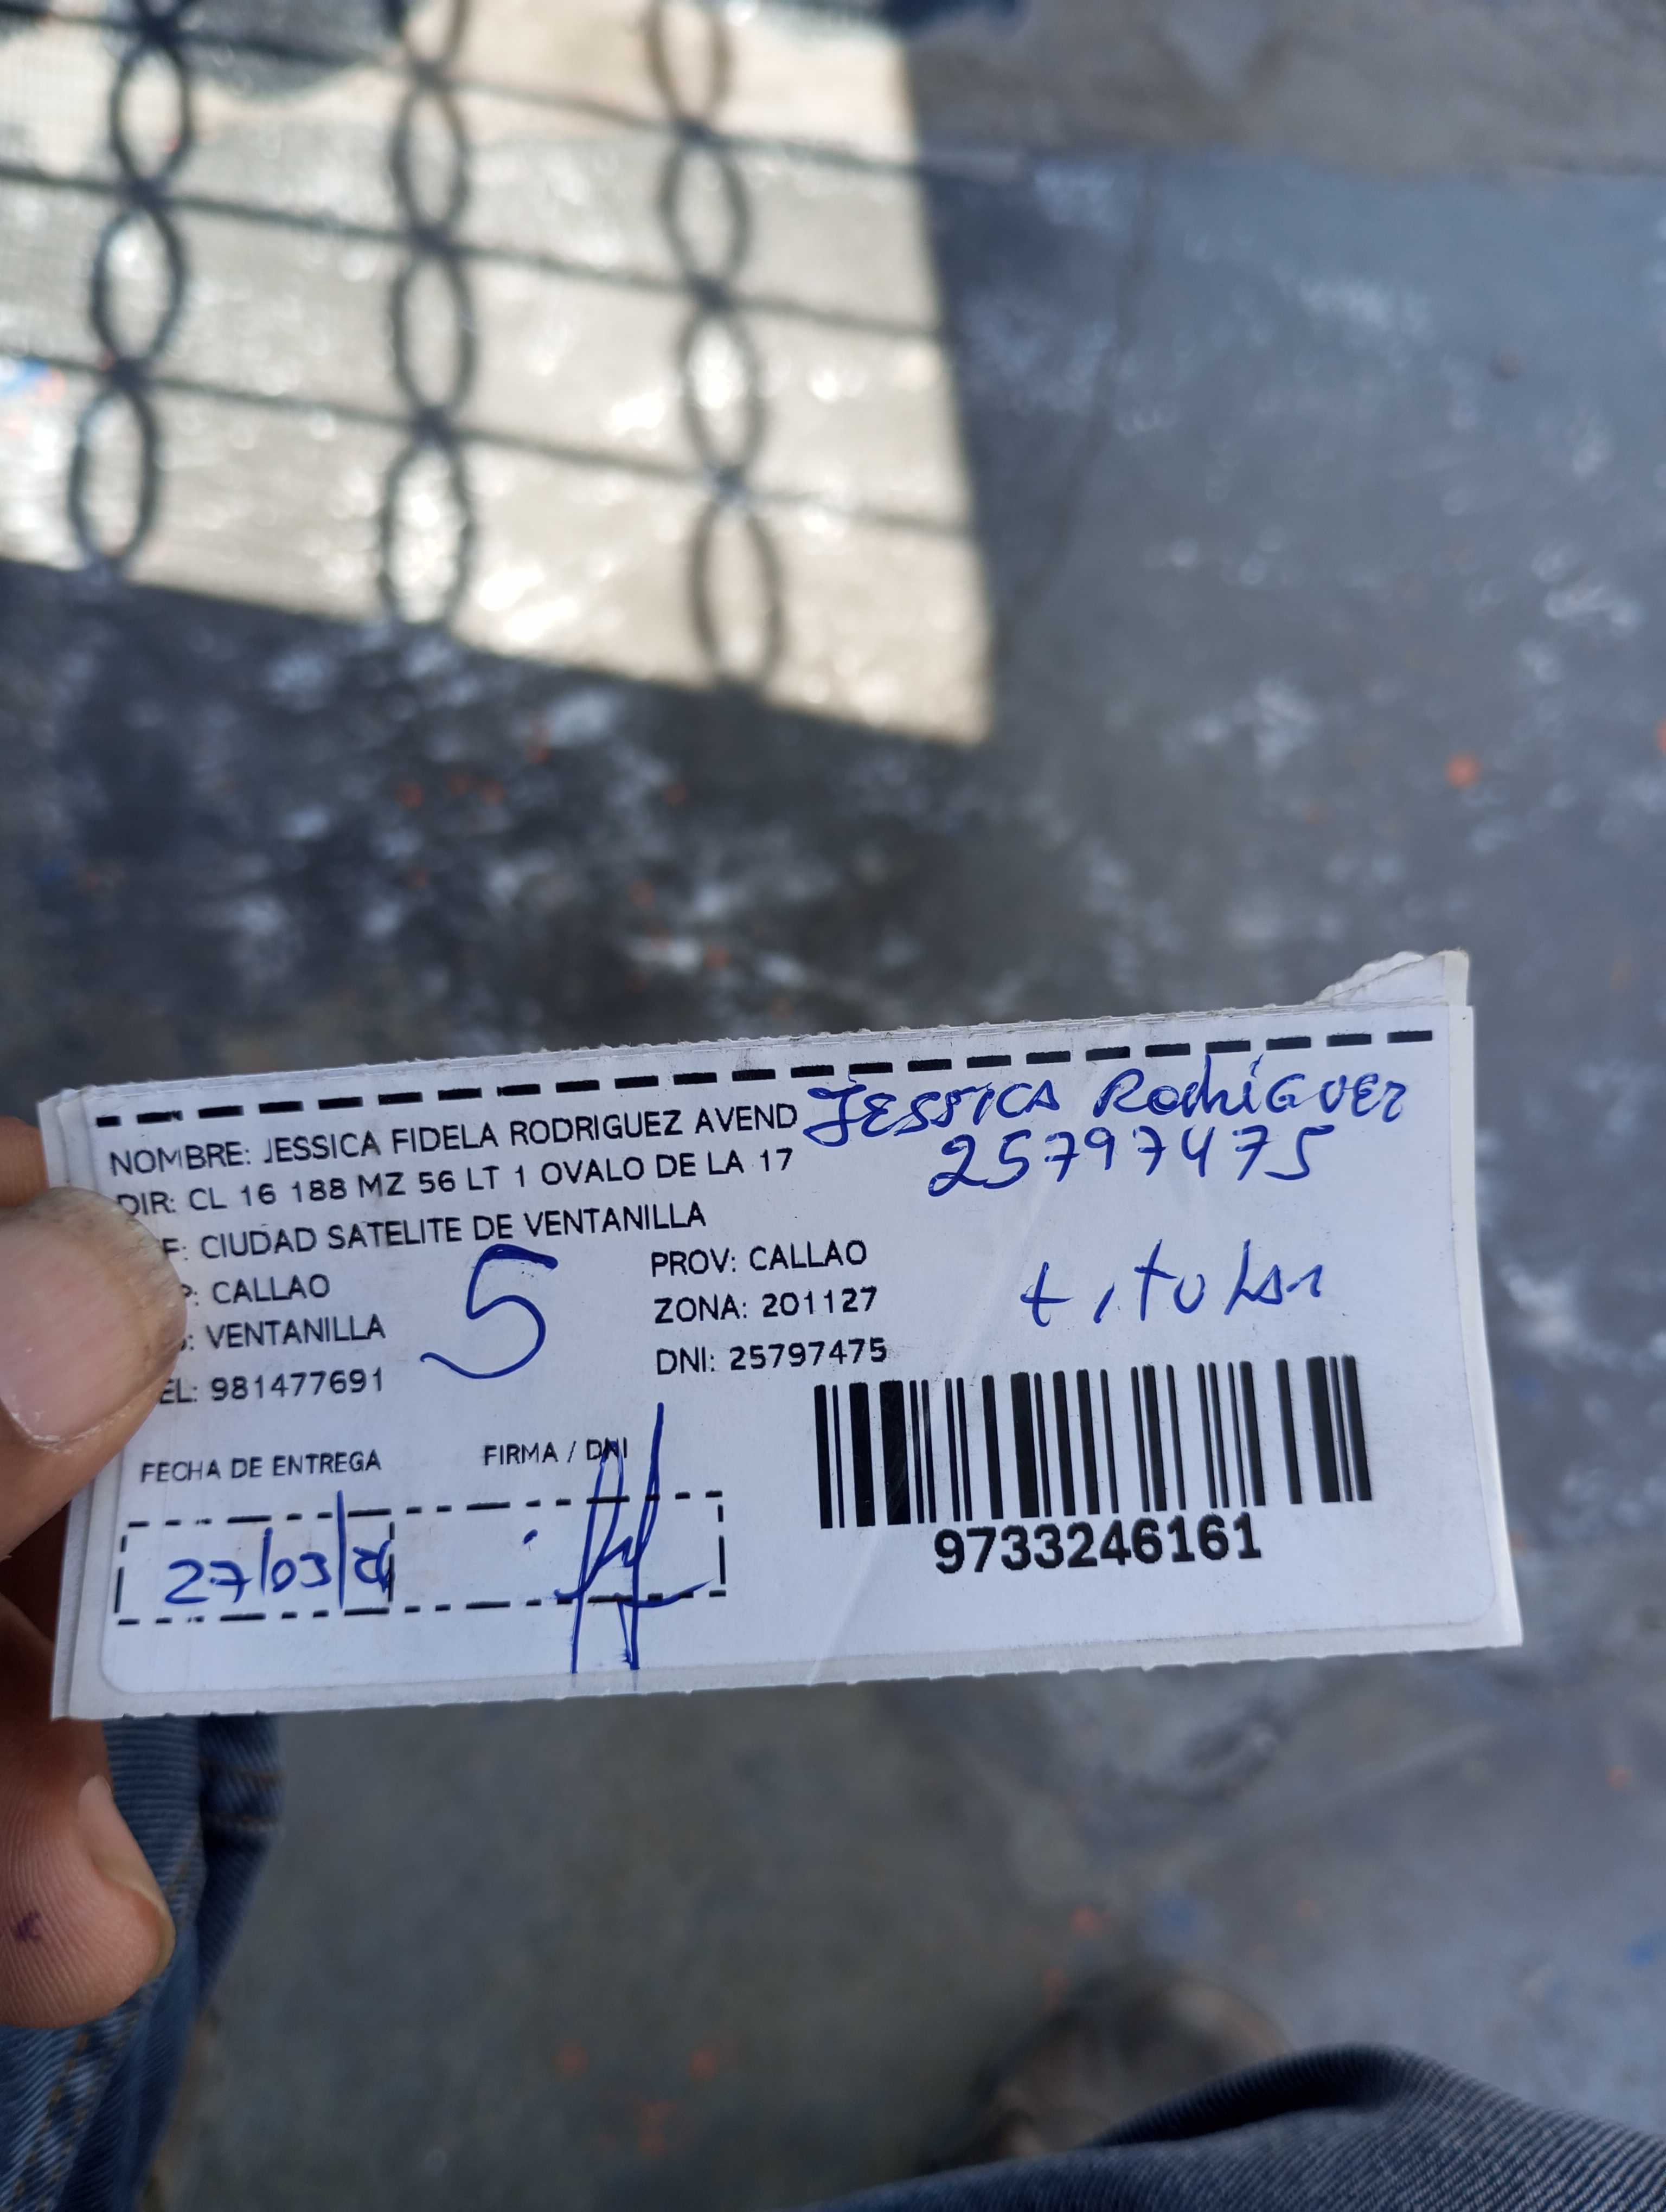 NOMBRE: JESSICA FIDELA RODRIGUEZ AVEND
DIR: CL 16 188 MZ 56 LT 1 OVALO DE LA 17
F: CIUDAD SATELITE DE VENTANILLA
P: CALLAO
PROV: CALLAO
: VENTANILLA
ZONA: 201127
EL: 981477691
DNI: 25797475
5
JESSICA RodRiGUEZ
25797475
titular
FECHA DE ENTREGA
FIRMA / DNI
27/03/
9733246161